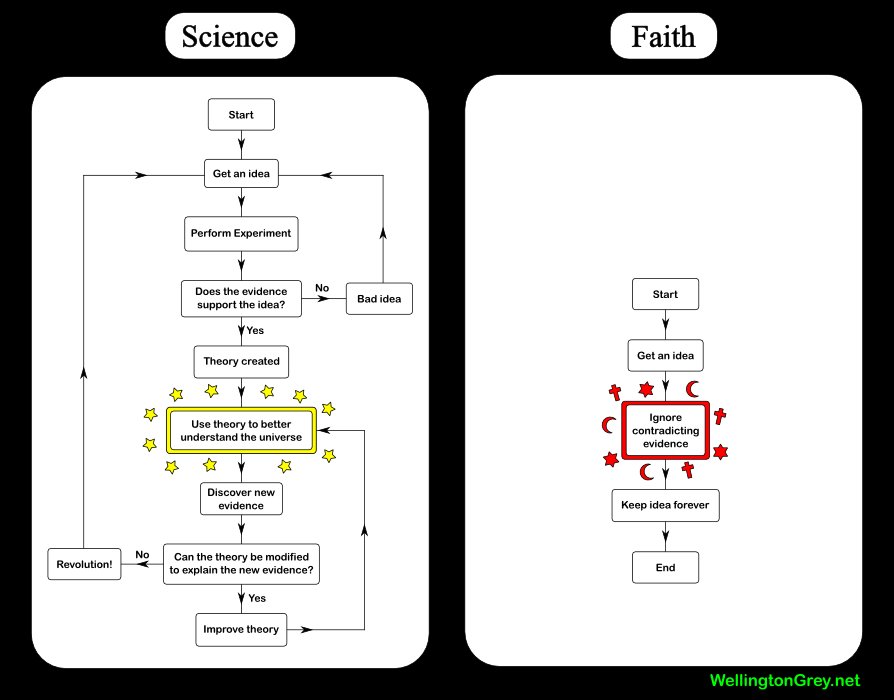 Science
Start
Get an idea
Perform Experiment
Does the evidence
support the idea?
No
Bad idea
Yes
Theory created
Use theory to better
understand the universe
Discover new
evidence
Can the theory be modified
to explain the new evidence?
No
Revolution!
Yes
Improve theory
Faith
Start
Get an idea
Ignore
contradicting
evidence
Keep idea forever
End
WellingtonGrey.net